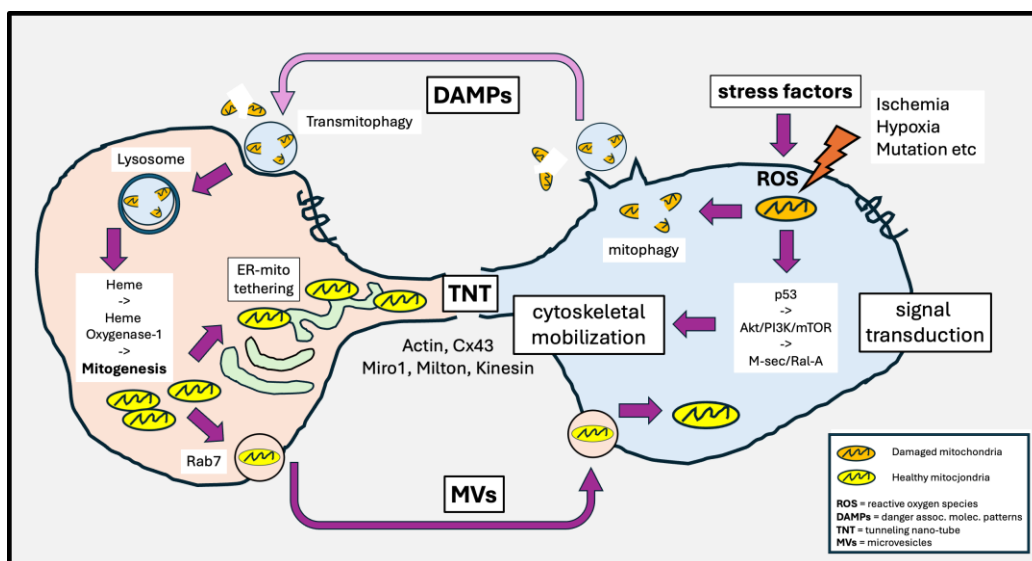 DAMPs
stress factors
Ischemia
Hypoxia
Mutation etc
Transmitophagy
Lysosome
ROS
mitophagy
ER-mito
tethering
TNT
Heme
->
Heme
Oxygenase-1
->
Mitogenesis
cytoskeletal
mobilization
p53
->
Akt/PI3K/mTOR
->
M-sec/Ral-A
signal
transduction
Actin, Cx43
Miro1, Milton, Kinesin
Rab7
MVs
Damaged mitochondria
Healthy mitocjondria
ROS = reactive oxygen species
DAMPs = danger assoc. molec. patterns
TNT = tunneling nano-tube
MVs = microvesicles